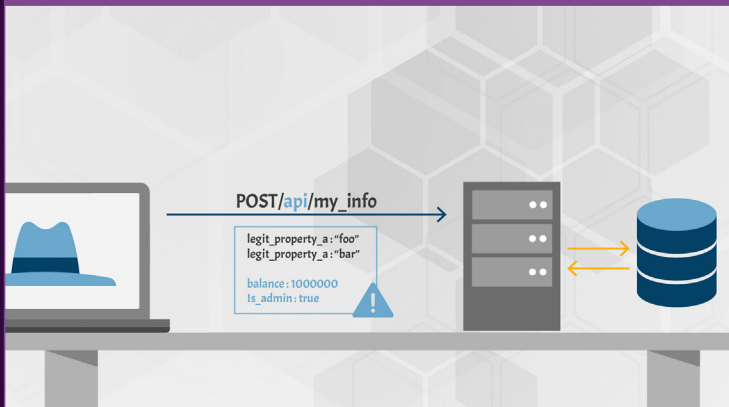 POST/api/my_info
legit_property_a : "foo"
legit_property_a : "bar"
balance : 1000000
Is_admin : true
!